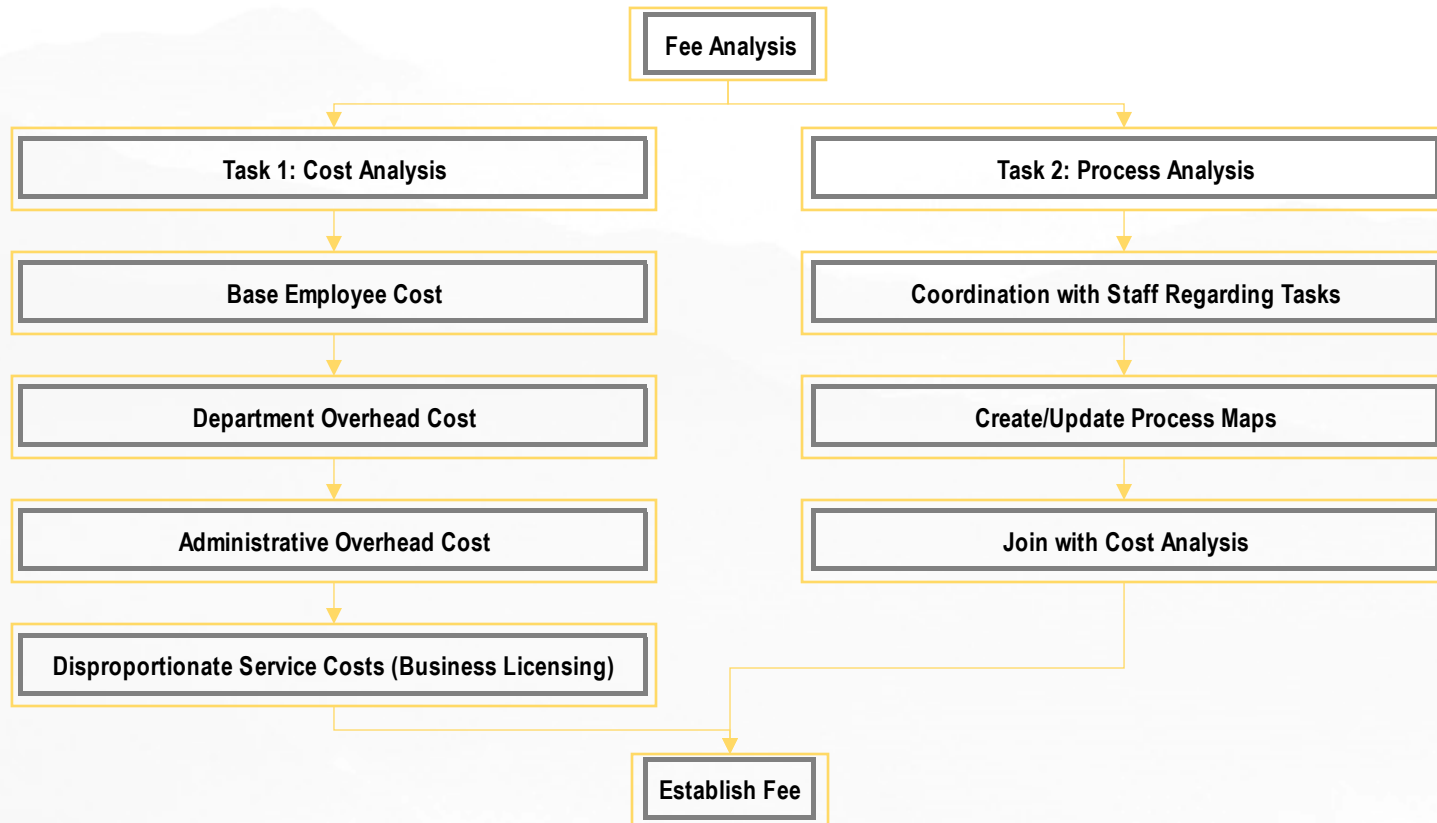 Fee Analysis
Task 1: Cost Analysis
Task 2: Process Analysis
Base Employee Cost
Coordination with Staff Regarding Tasks
Department Overhead Cost
Create/Update Process Maps
Administrative Overhead Cost
Join with Cost Analysis
Disproportionate Service Costs (Business Licensing)
Establish Fee